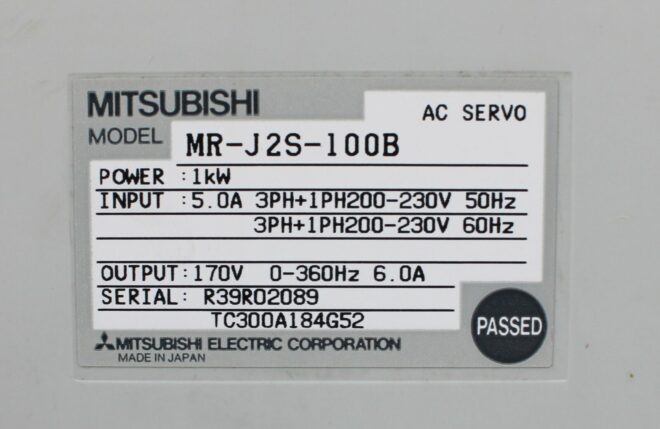 MITSUBISHI
AC SERVO
MODEL MR-J2S-100B
POWER : 1kW
INPUT : 5.0A 3PH+1PH200-230V 50Hz
3PH+1PH200-230V 60Hz
OUTPUT: 170V 0-360Hz 6.0A
SERIAL: R39R02089
TC300A184G52
PASSED
MITSUBISHI ELECTRIC CORPORATION
MADE IN JAPAN